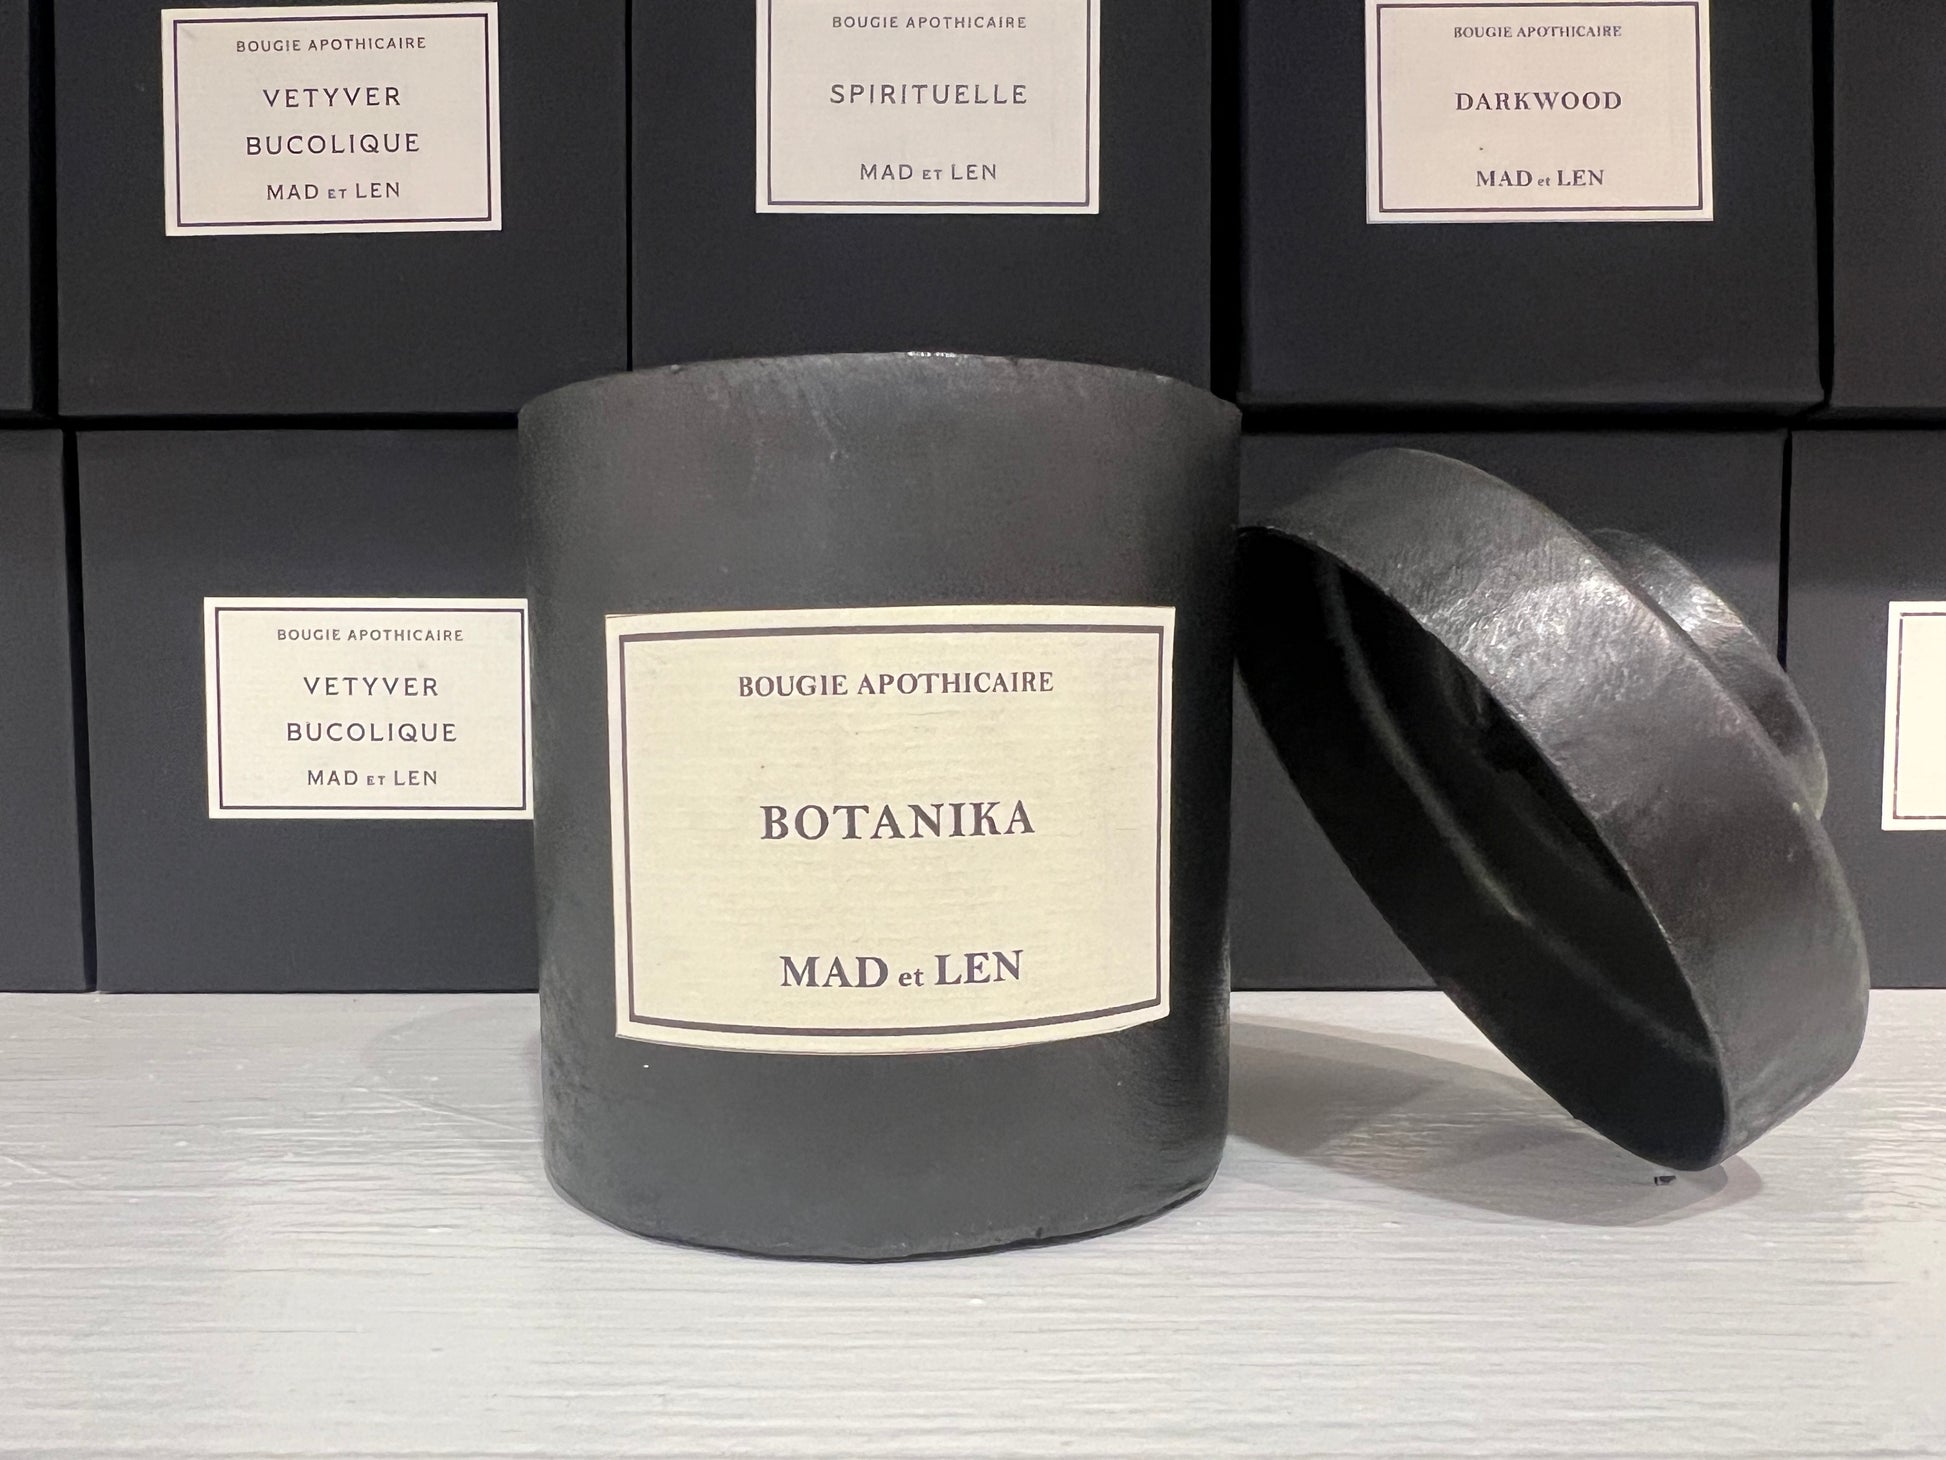 BOUGIE APOTHICAIRE
VETYVER
BUCOLIQUE
MAD ET LEN
BOUGIE APOTHICAIRE
SPIRITUELLE
MAD ET LEN
BOUGIE APOTHICAIRE
DARKWOOD
MAD et LEN
BOUGIE APOTHICAIRE
VETYVER
BUCOLIQUE
MAD ET LEN
BOUGIE APOTHICAIRE
BOTANIKA
MAD et LEN